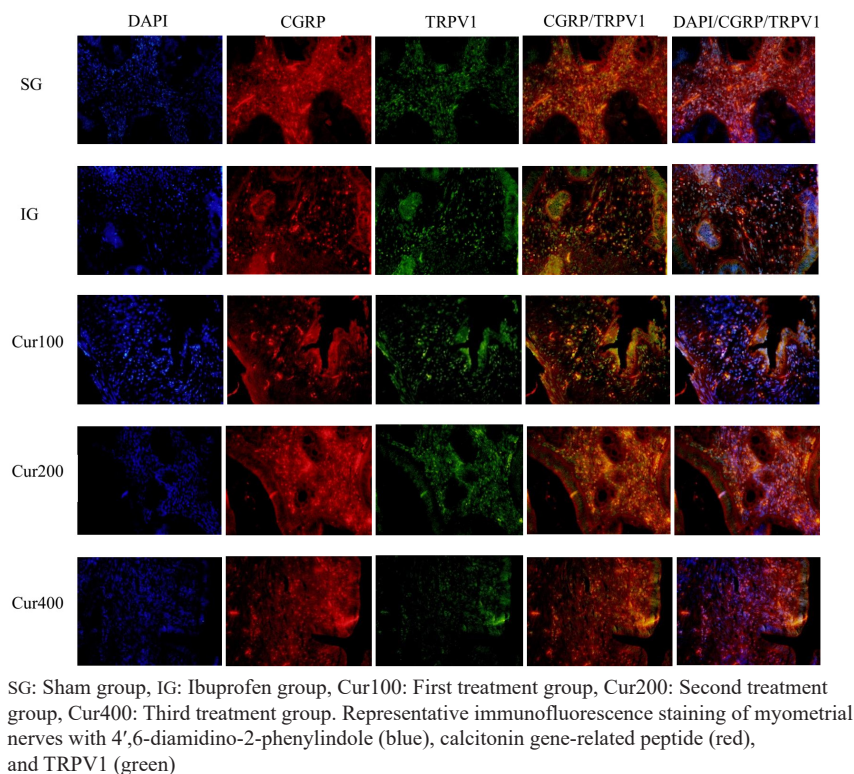 DAPI CGRP TRPV1 CGRP/TRPV1 DAPI/CGRP/TRPV1
SG
IG
Cur100
Cur200
Cur400
SG: Sham group, IG: Ibuprofen group, Cur100: First treatment group, Cur200: Second treatment
group, Cur400: Third treatment group. Representative immunofluorescence staining of myometrial
nerves with 4′,6-diamidino-2-phenylindole (blue), calcitonin gene-related peptide (red),
and TRPV1 (green)